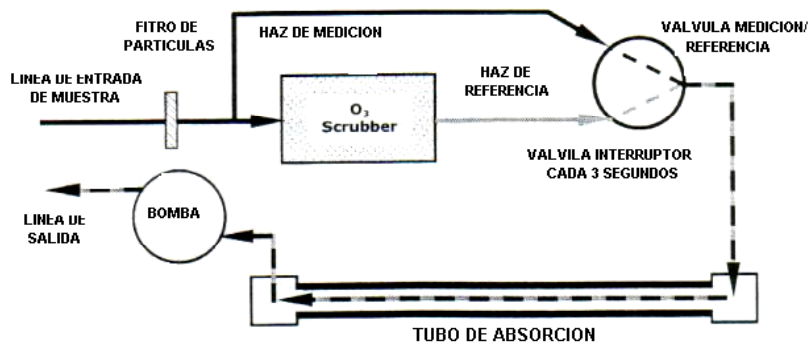 FITRO DE
PARTICULAS
HAZ DE MEDICION
VALVULA MEDICION/
REFERENCIA
LINEA DE ENTRADA
DE MUESTRA
HAZ DE
REFERENCIA
O₃
Scrubber
VALVILA INTERRUPTOR
CADA 3 SEGUNDOS
BOMBA
LINEA DE
SALIDA
TUBO DE ABSORCION